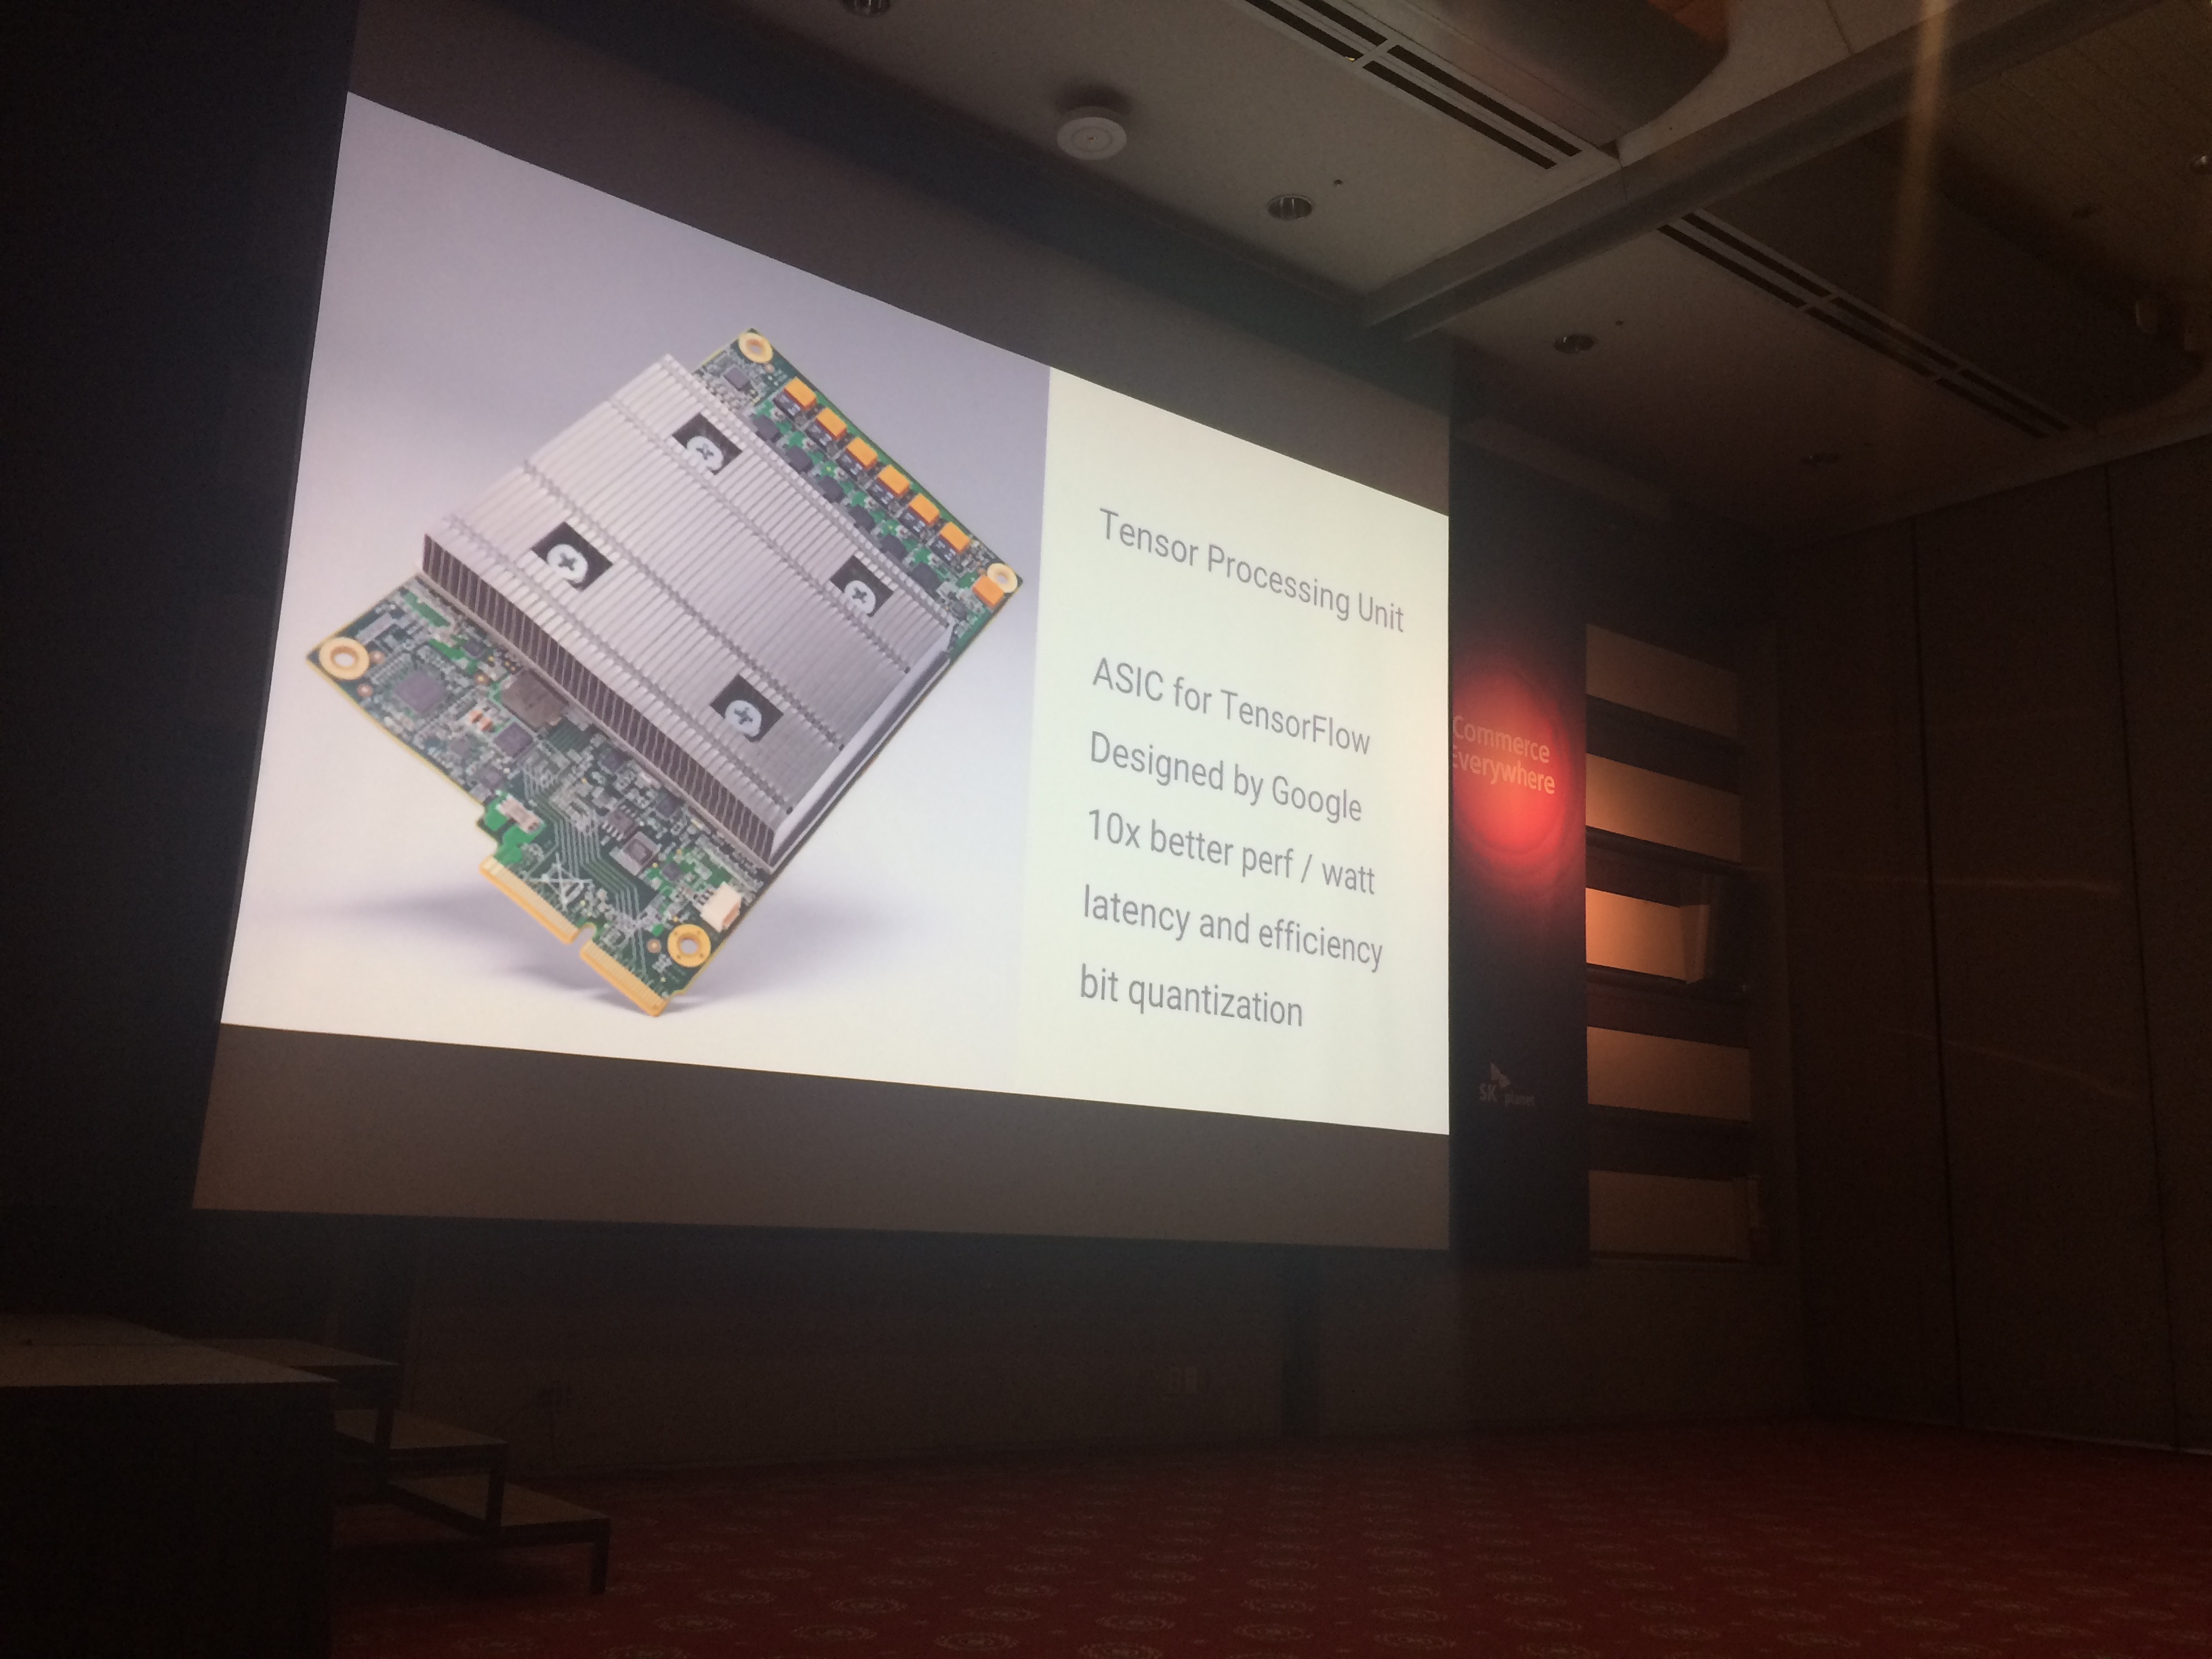 Tensor Processing Unit
ASIC for TensorFlow
Designed by Google
10x better perf / watt
latency and efficiency
bit quantization
Commerce
Everywhere
SK planet